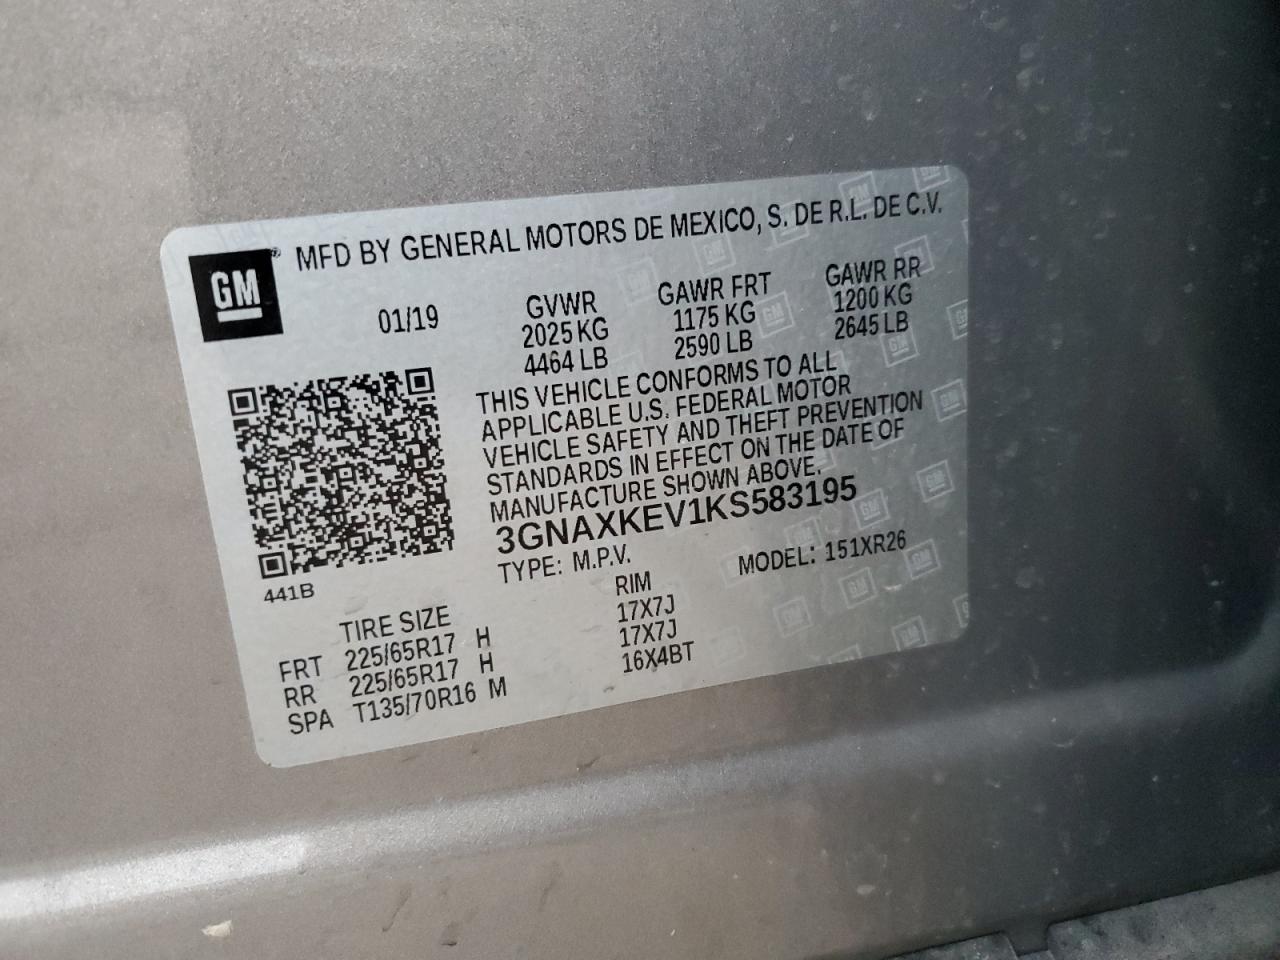 GM
MFD BY GENERAL MOTORS DE MEXICO, S. DE R.L. DE C.V.
01/19
GVWR GAWR FRT GAWR RR
2025 KG 1175 KG 1200 KG
4464 LB 2590 LB 2645 LB
THIS VEHICLE CONFORMS TO ALL
APPLICABLE U.S. FEDERAL MOTOR
VEHICLE SAFETY AND THEFT PREVENTION
STANDARDS IN EFFECT ON THE DATE OF
MANUFACTURE SHOWN ABOVE.
3GNAXKEV1KS583195
TYPE: M.P.V. MODEL: 151XR26
441B
TIRE SIZE RIM
FRT 225/65R17 H 17X7J
RR 225/65R17 H 17X7J
SPA T135/70R16 M 16X4BT